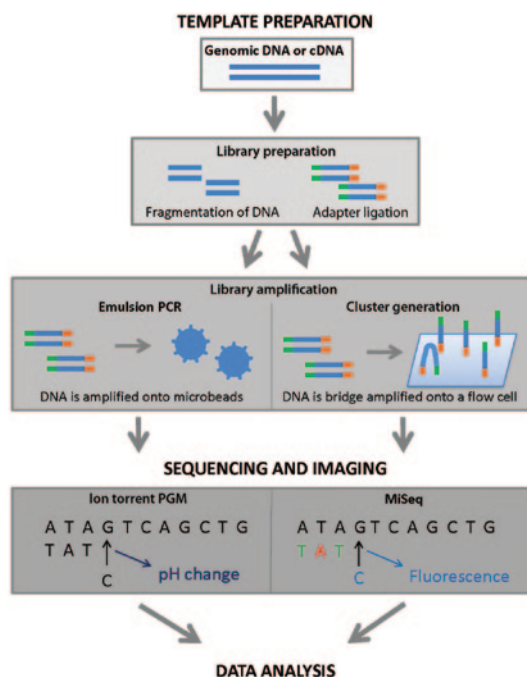 TEMPLATE PREPARATION
Genomic DNA or cDNA
Library preparation
Fragmentation of DNA
Adapter ligation
Library amplification
Emulsion PCR
Cluster generation
DNA is amplified onto microbeads
DNA is bridge amplified onto a flow cell
SEQUENCING AND IMAGING
Ion torrent PGM
A T A G T C A G C T G
T A T
pH change
C
MiSeq
A T A G T C A G C T G
T A T
C
Fluorescence
DATA ANALYSIS